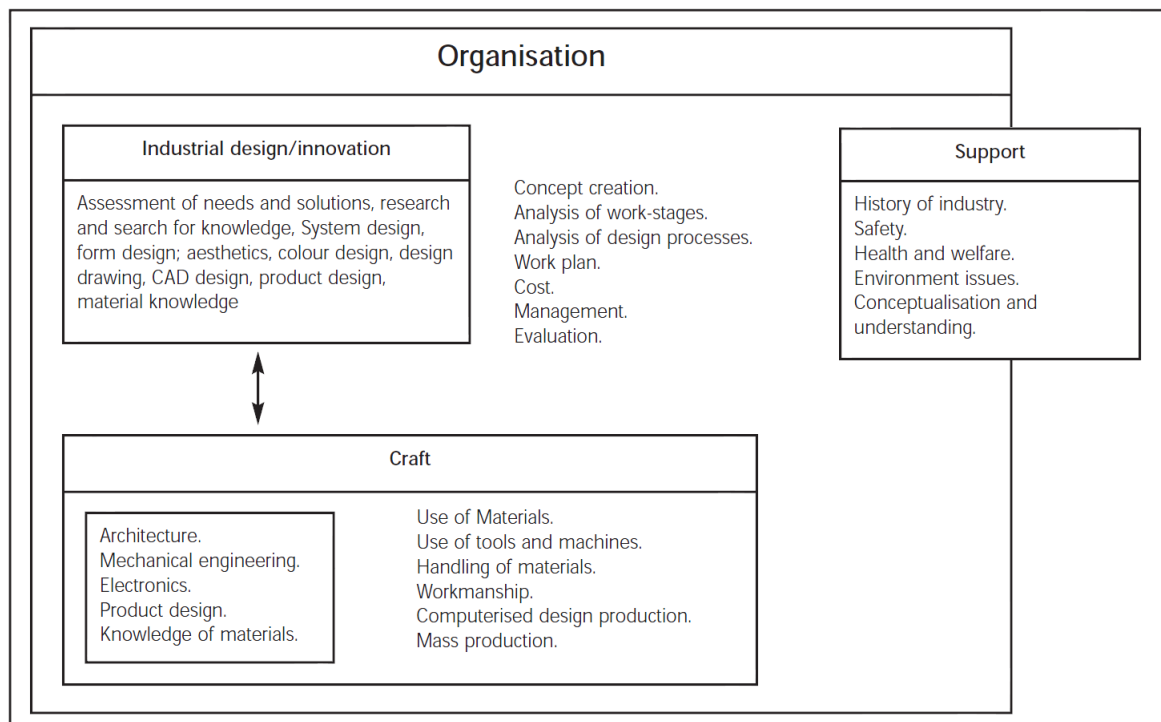 Organisation
Industrial design/innovation
Assessment of needs and solutions, research
and search for knowledge, System design,
form design; aesthetics, colour design, design
drawing, CAD design, product design,
material knowledge
Concept creation.
Analysis of work-stages.
Analysis of design processes.
Work plan.
Cost.
Management.
Evaluation.
Support
History of industry.
Safety.
Health and welfare.
Environment issues.
Conceptualisation and
understanding.
Craft
Architecture.
Mechanical engineering.
Electronics.
Product design.
Knowledge of materials.
Use of Materials.
Use of tools and machines.
Handling of materials.
Workmanship.
Computerised design production.
Mass production.